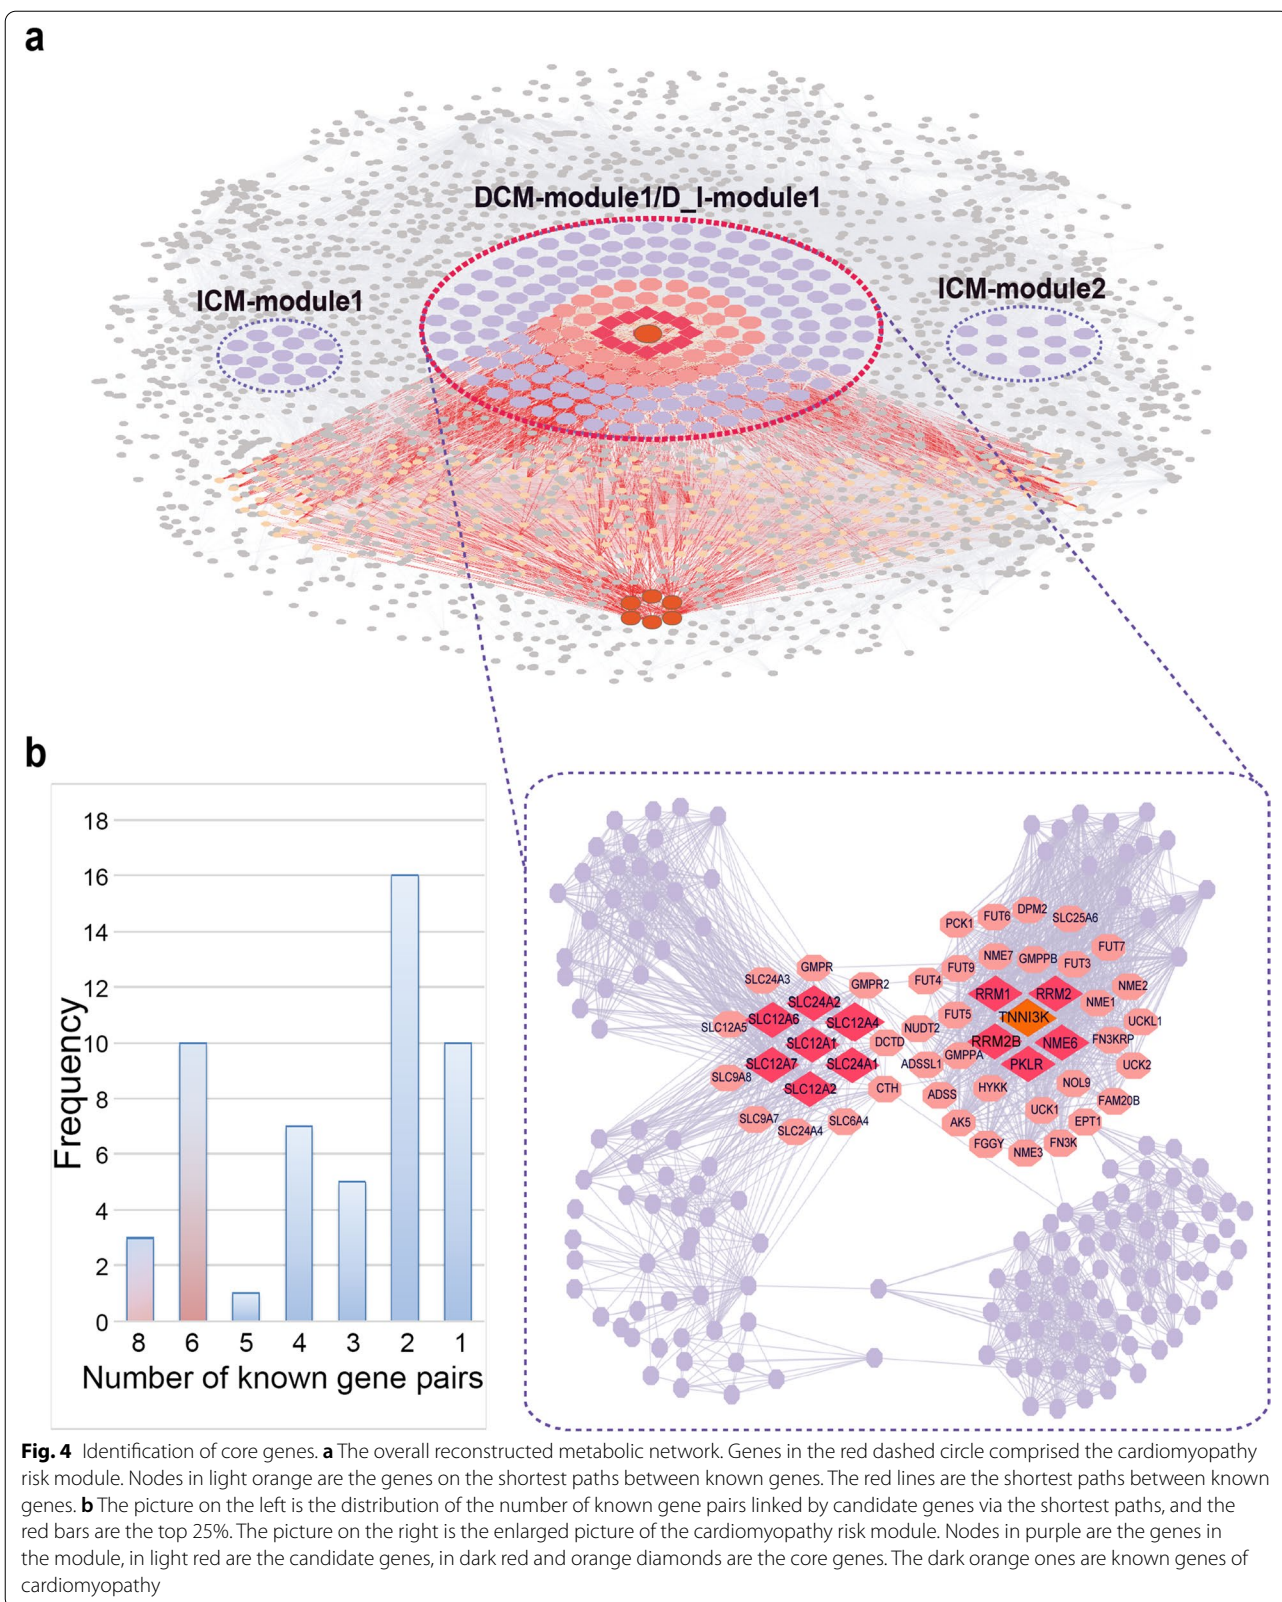 a
DCM-module1/D_I-module1
ICM-module1
ICM-module2
b
18
16
14
12
10
8
6
4
2
0
Frequency
8 6 5 4 3 2 1
Number of known gene pairs
PCK1
FUT6
DPM2
SLC25A6
FUT7
NME7
GMPPB
FUT3
FUT9
FUT4
NME2
NME1
RRM1
RRM2
TNNI3K
FUT5
UCKL1
FN3KRP
RRM2B
NME6
GMPPA
PKLR
UCK2
NUDT2
ADSSL1
ADSS
HYKK
NOL9
FAM20B
UCK1
EPT1
AK5
FGGY
NME3
FN3K
GMPR
SLC24A3
GMPR2
SLC24A2
SLC12A6
SLC12A4
SLC12A5
SLC12A1
DCTD
SLC12A7
SLC24A1
SLC9A8
SLC12A2
CTH
SLC9A7
SLC24A4
SLC6A4
Fig. 4 Identification of core genes. a The overall reconstructed metabolic network. Genes in the red dashed circle comprised the cardiomyopathy
risk module. Nodes in light orange are the genes on the shortest paths between known genes. The red lines are the shortest paths between known
genes. b The picture on the left is the distribution of the number of known gene pairs linked by candidate genes via the shortest paths, and the
red bars are the top 25%. The picture on the right is the enlarged picture of the cardiomyopathy risk module. Nodes in purple are the genes in
the module, in light red are the candidate genes, in dark red and orange diamonds are the core genes. The dark orange ones are known genes of
cardiomyopathy